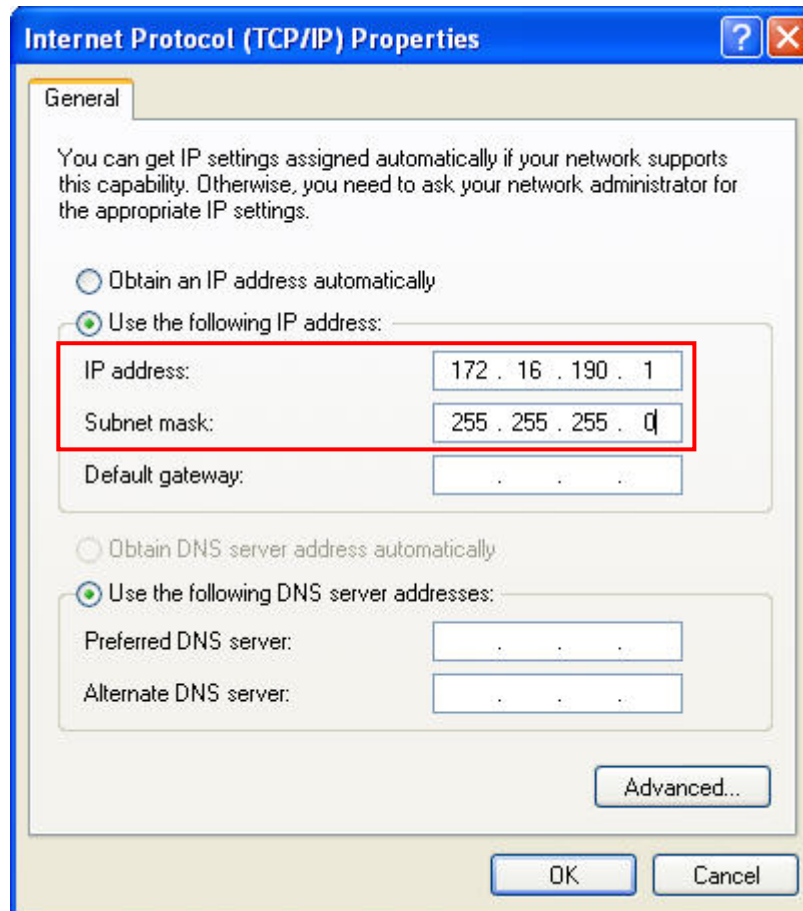 Internet Protocol (TCP/IP) Properties
General
You can get IP settings assigned automatically if your network supports
this capability. Otherwise, you need to ask your network administrator for
the appropriate IP settings.
Obtain an IP address automatically
Use the following IP address:
IP address: 172 . 16 . 190 . 1
Subnet mask: 255 . 255 . 255 . 0
Default gateway: . . .
Obtain DNS server address automatically
Use the following DNS server addresses:
Preferred DNS server: . . .
Alternate DNS server: . . .
Advanced...
OK Cancel